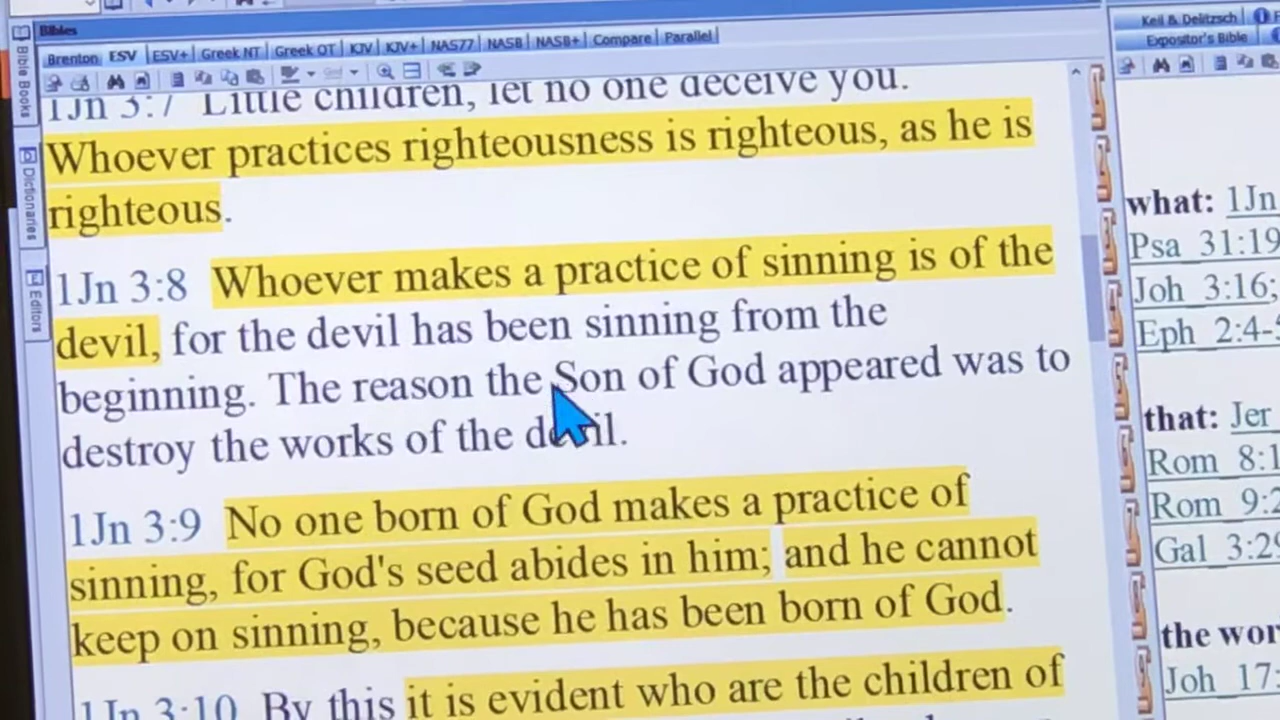 Bibles
Brenton ESV ESV+ Greek NT Greek OT KJV KJV+ NAS77 NASB NASB+ Compare Parallel
Bible Books
Dictionaries
Editors
1Jn 3:7 Little children, let no one deceive you.
Whoever practices righteousness is righteous, as he is
righteous.
1Jn 3:8 Whoever makes a practice of sinning is of the
devil, for the devil has been sinning from the
beginning. The reason the Son of God appeared was to
destroy the works of the devil.
1Jn 3:9 No one born of God makes a practice of
sinning, for God's seed abides in him; and he cannot
keep on sinning, because he has been born of God.
1Jn 3:10 By this it is evident who are the children of
Keil & Delitzsch
Expositor's Bible
what: 1Jn
Psa 31:19
Joh 3:16;
Eph 2:4-
that: Jer
Rom 8:1
Rom 9:2
Gal 3:29
the wor
Joh 17: